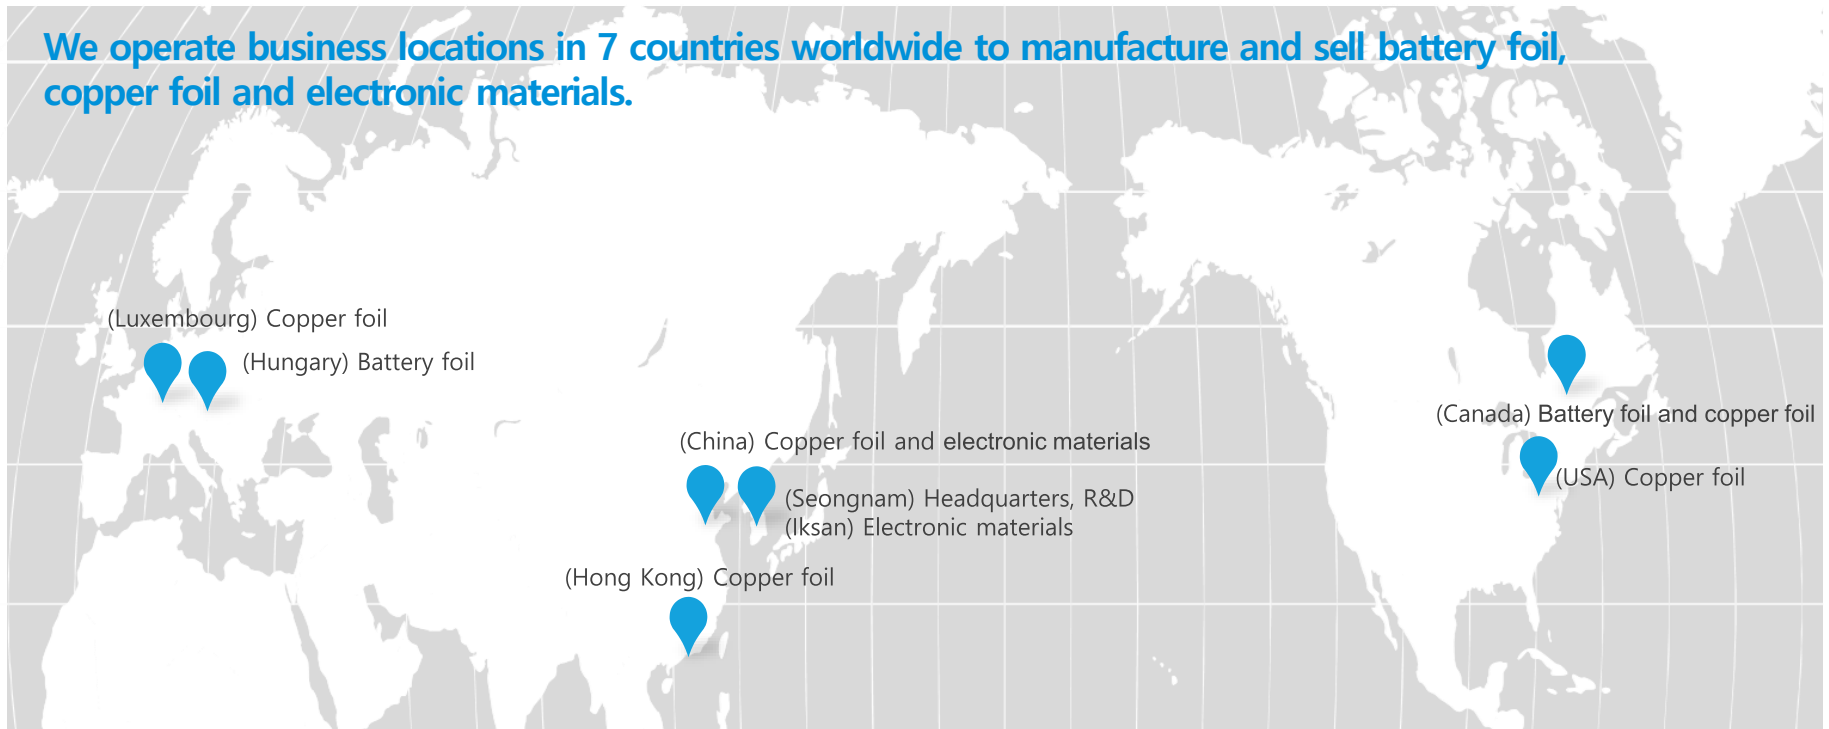 We operate business locations in 7 countries worldwide to manufacture and sell battery foil,
copper foil and electronic materials.
(Luxembourg) Copper foil
(Hungary) Battery foil
(China) Copper foil and electronic materials
(Seongnam) Headquarters, R&D
(Iksan) Electronic materials
(Hong Kong) Copper foil
(Canada) Battery foil and copper foil
(USA) Copper foil